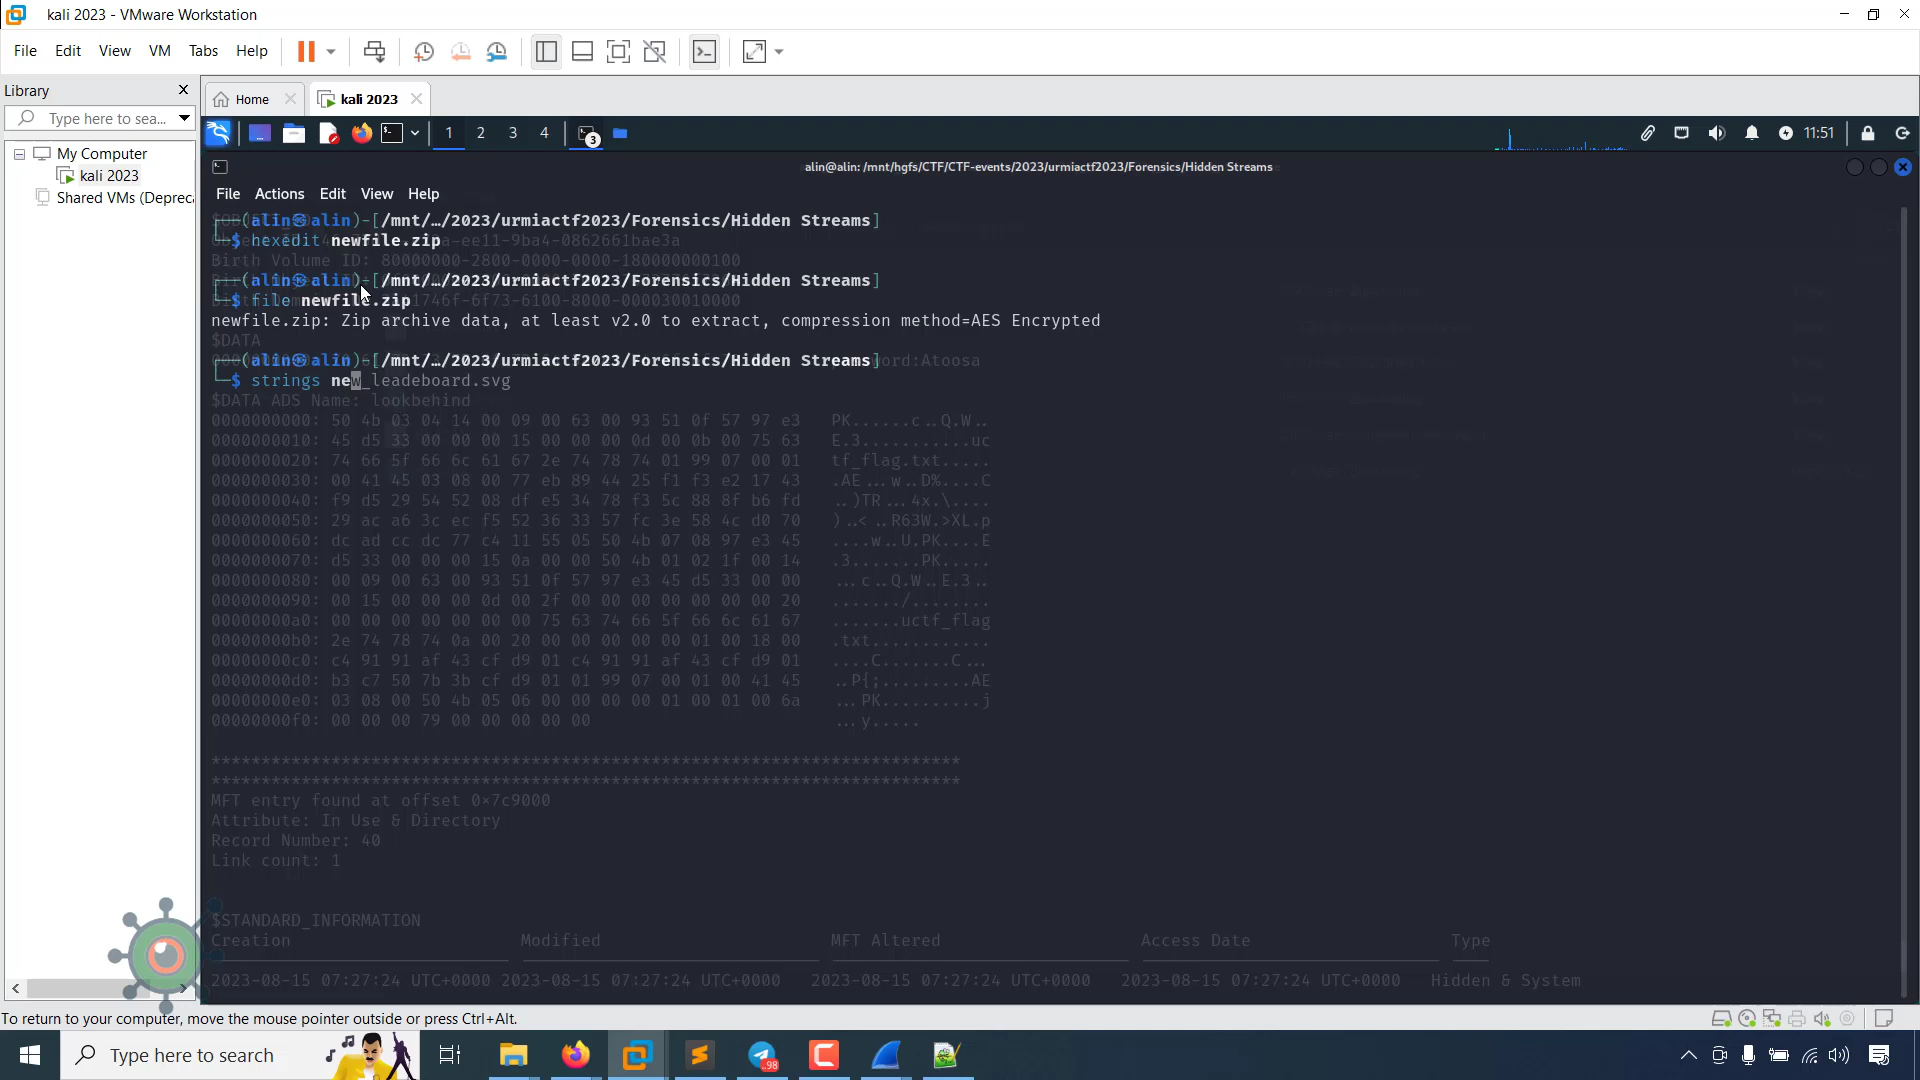 kali 2023 - VMware Workstation
File Edit View VM Tabs Help
Library
Home
kali 2023
Type here to sea...
1 2 3 4
3
11:51
My Computer
kali 2023
Shared VMs (Depreca
alin@alin: /mnt/hgfs/CTF/CTF-events/2023/urmiactf2023/Forensics/Hidden Streams
File Actions Edit View Help
(alin㉿alin)-[/mnt/…/2023/urmiactf2023/Forensics/Hidden Streams]
$ hexedit newfile.zip
a-ee11-9ba4-0862661bae3a
Birth Volume ID: 80000000-2800-0000-0000-180000000100
(alin㉿alin)-[/mnt/…/2023/urmiactf2023/Forensics/Hidden Streams]
$ file newfile.zip
1746f-6f73-6100-8000-000030010000
newfile.zip: Zip archive data, at least v2.0 to extract, compression method=AES Encrypted
$DATA
(alin㉿alin)-[/mnt/…/2023/urmiactf2023/Forensics/Hidden Streams]
word:Atoosa
$ strings new_leadeboard.svg
$DATA ADS Name: lookbehind
0000000000: 50 4b 03 04 14 00 09 00 63 00 93 51 0f 57 97 e3 PK......c..Q.W..
0000000010: 45 d5 33 00 00 00 15 00 00 00 0d 00 0b 00 75 63 E.3...........uc
0000000020: 74 66 5f 66 6c 61 67 2e 74 78 74 01 99 07 00 01 tf_flag.txt.....
0000000030: 00 41 45 03 08 00 77 eb 89 44 25 f1 f3 e2 17 43 .AE...w..D%....C
0000000040: f9 d5 29 54 52 08 df e5 34 78 f3 5c 88 8f b6 fd ..)TR...4x.\....
0000000050: 29 ac a6 3c ec f5 52 36 33 57 fc 3e 58 4c d0 70 )..<..R63W.>XL.p
0000000060: dc ad cc dc 77 c4 11 55 05 50 4b 07 08 97 e3 45 ....w..U.PK....E
0000000070: d5 33 00 00 00 15 00 00 00 50 4b 01 02 1f 00 14 .3.......PK.....
0000000080: 00 09 00 63 00 93 51 0f 57 97 e3 45 d5 33 00 00 ...c..Q.W..E.3..
0000000090: 00 15 00 00 00 0d 00 2f 00 00 00 00 00 00 00 20 ......./........
00000000a0: 00 00 00 00 00 00 00 75 63 74 66 5f 66 6c 61 67 .......uctf_flag
00000000b0: 2e 74 78 74 0a 00 20 00 00 00 00 00 01 00 18 00 .txt............
00000000c0: c4 91 91 af 43 cf d9 01 c4 91 91 af 43 cf d9 01 ....C.......C...
00000000d0: b3 c7 50 7b 3b cf d9 01 01 99 07 00 01 00 41 45 ..P{;.........AE
00000000e0: 03 08 00 50 4b 05 06 00 00 00 00 01 00 01 00 6a ...PK..........j
00000000f0: 00 00 00 79 00 00 00 00 00 ...y.....
***************************************************************************
***************************************************************************
MFT entry found at offset 0×7c9000
Attribute: In Use & Directory
Record Number: 40
Link count: 1
$STANDARD_INFORMATION
Creation Modified MFT Altered Access Date Type
2023-08-15 07:27:24 UTC+0000 2023-08-15 07:27:24 UTC+0000 2023-08-15 07:27:24 UTC+0000 2023-08-15 07:27:24 UTC+0000 Hidden & System
To return to your computer, move the mouse pointer outside or press Ctrl+Alt.
Type here to search
98